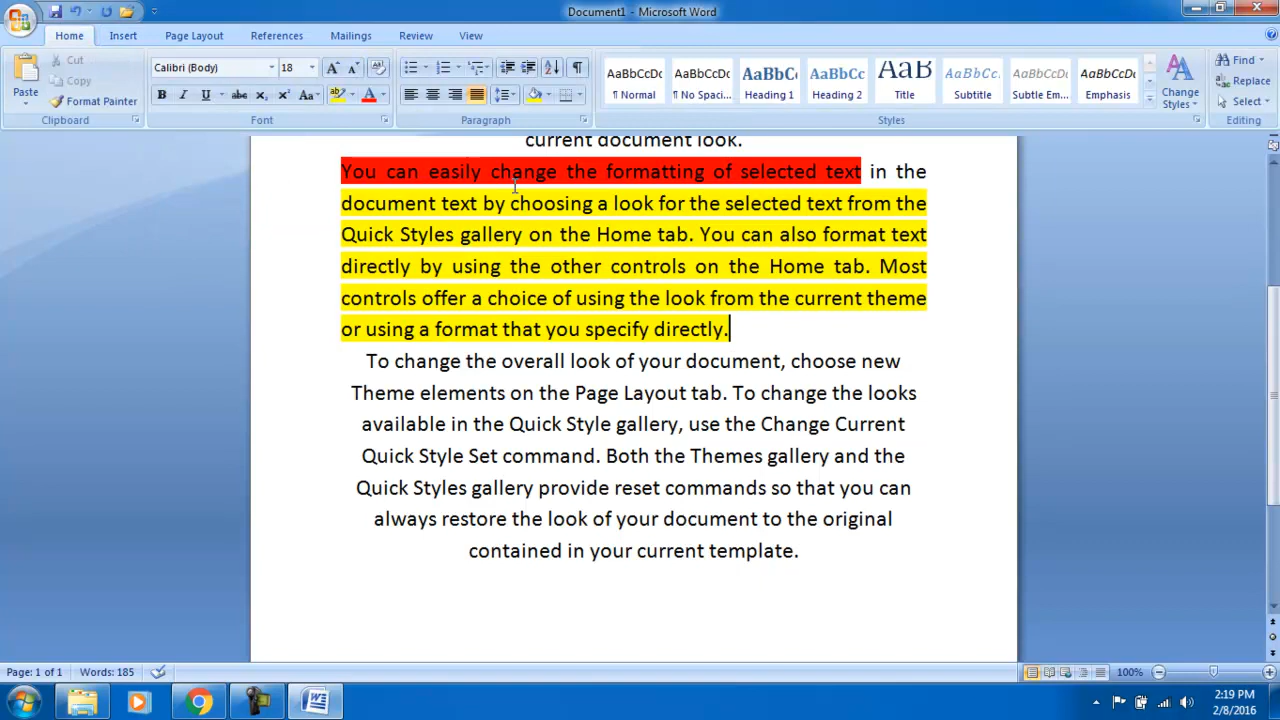 Document1 - Microsoft Word
Home Insert Page Layout References Mailings Review View
Paste
Cut
Copy
Format Painter
Clipboard
Calibri (Body) 18
B I U abc x₂ x² Aa
Font
Paragraph
AaBbCcDc AaBbCcDc AaBbCc AaBbCc AaB AaBbCc. AaBbCcDc AaBbCcDc
¶ Normal ¶ No Spaci... Heading 1 Heading 2 Title Subtitle Subtle Em... Emphasis
Change
Styles
Styles
Find
Replace
Select
Editing
current document look.
You can easily change the formatting of selected text in the
document text by choosing a look for the selected text from the
Quick Styles gallery on the Home tab. You can also format text
directly by using the other controls on the Home tab. Most
controls offer a choice of using the look from the current theme
or using a format that you specify directly.
To change the overall look of your document, choose new
Theme elements on the Page Layout tab. To change the looks
available in the Quick Style gallery, use the Change Current
Quick Style Set command. Both the Themes gallery and the
Quick Styles gallery provide reset commands so that you can
always restore the look of your document to the original
contained in your current template.
Page: 1 of 1 Words: 185 100%
2:19 PM
2/8/2016